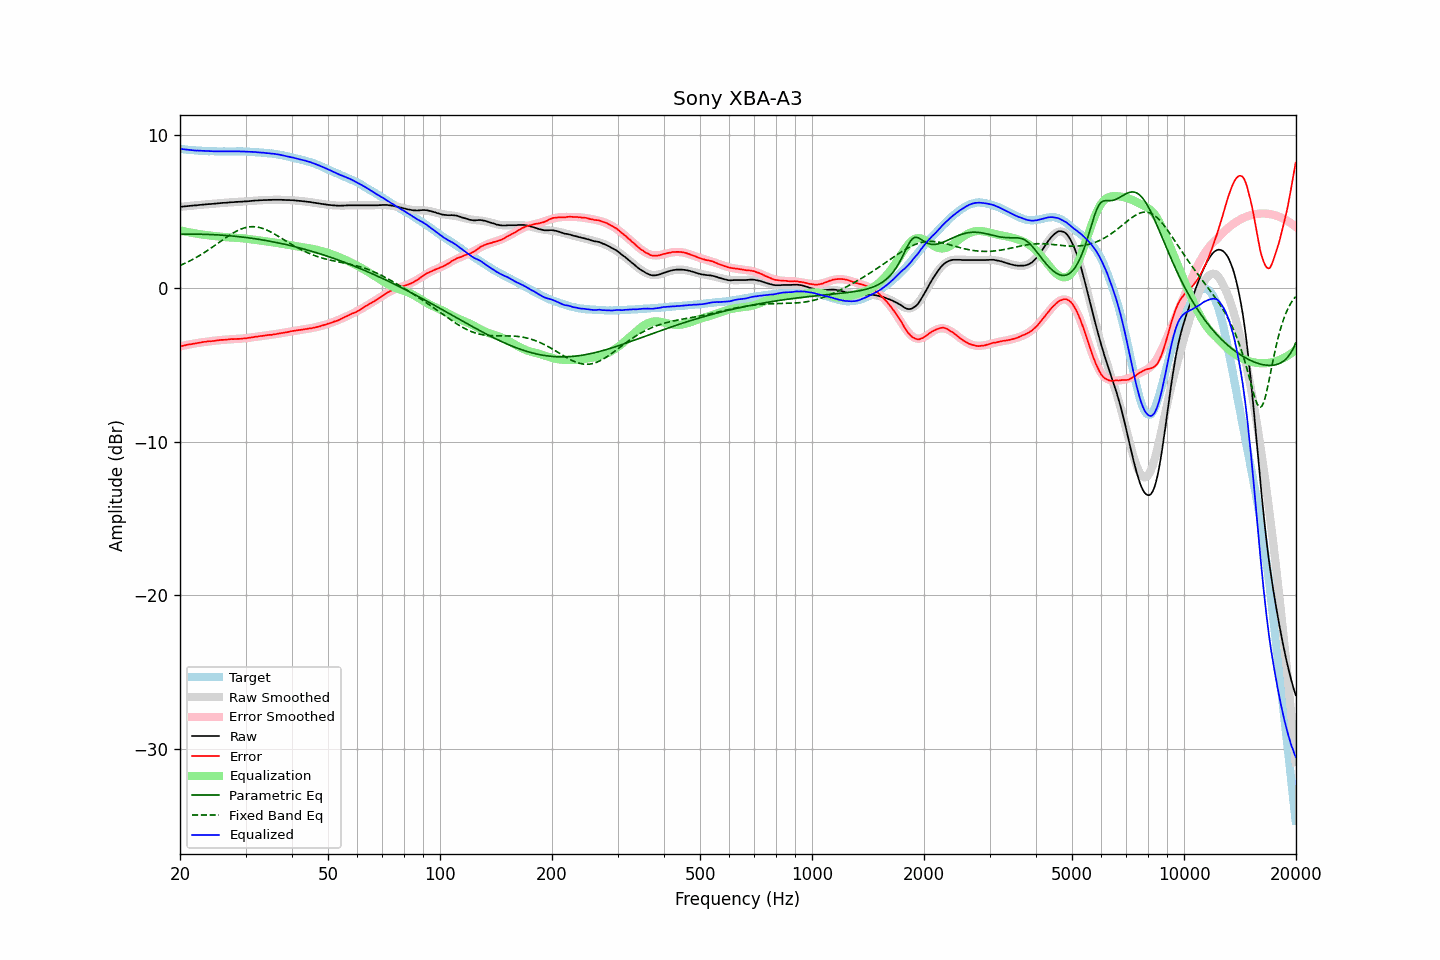 Sony XBA-A3
10
0
−10
−20
−30
Amplitude (dBr)
Target
Raw Smoothed
Error Smoothed
Raw
Error
Equalization
Parametric Eq
Fixed Band Eq
Equalized
20 50 100 200 500 1000 2000 5000 10000 20000
Frequency (Hz)